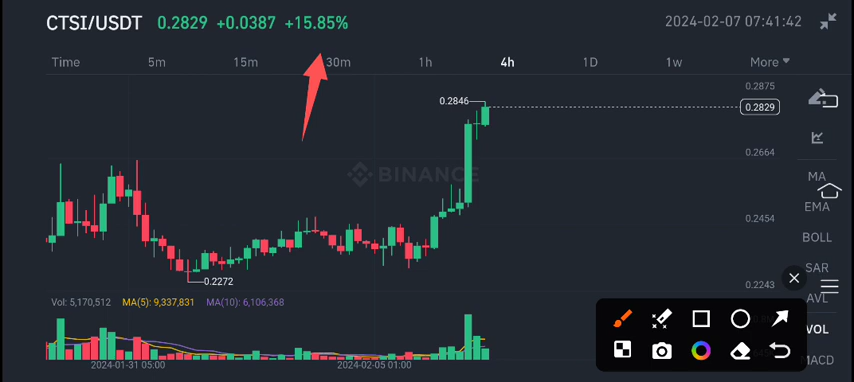 CTSI/USDT 0.2829 +0.0387 +15.85% 2024-02-07 07:41:42
Time 5m 15m 30m 1h 4h 1D 1w More
0.2875
0.2846
0.2829
0.2664
BINANCE
MA
EMA
0.2454
BOLL
SAR
0.2272
0.2243
AVL
Vol: 5,170,512 MA(5): 9,337,831 MA(10): 6,106,368
VOL
MACD
2024-01-31 05:00 2024-02-05 01:00